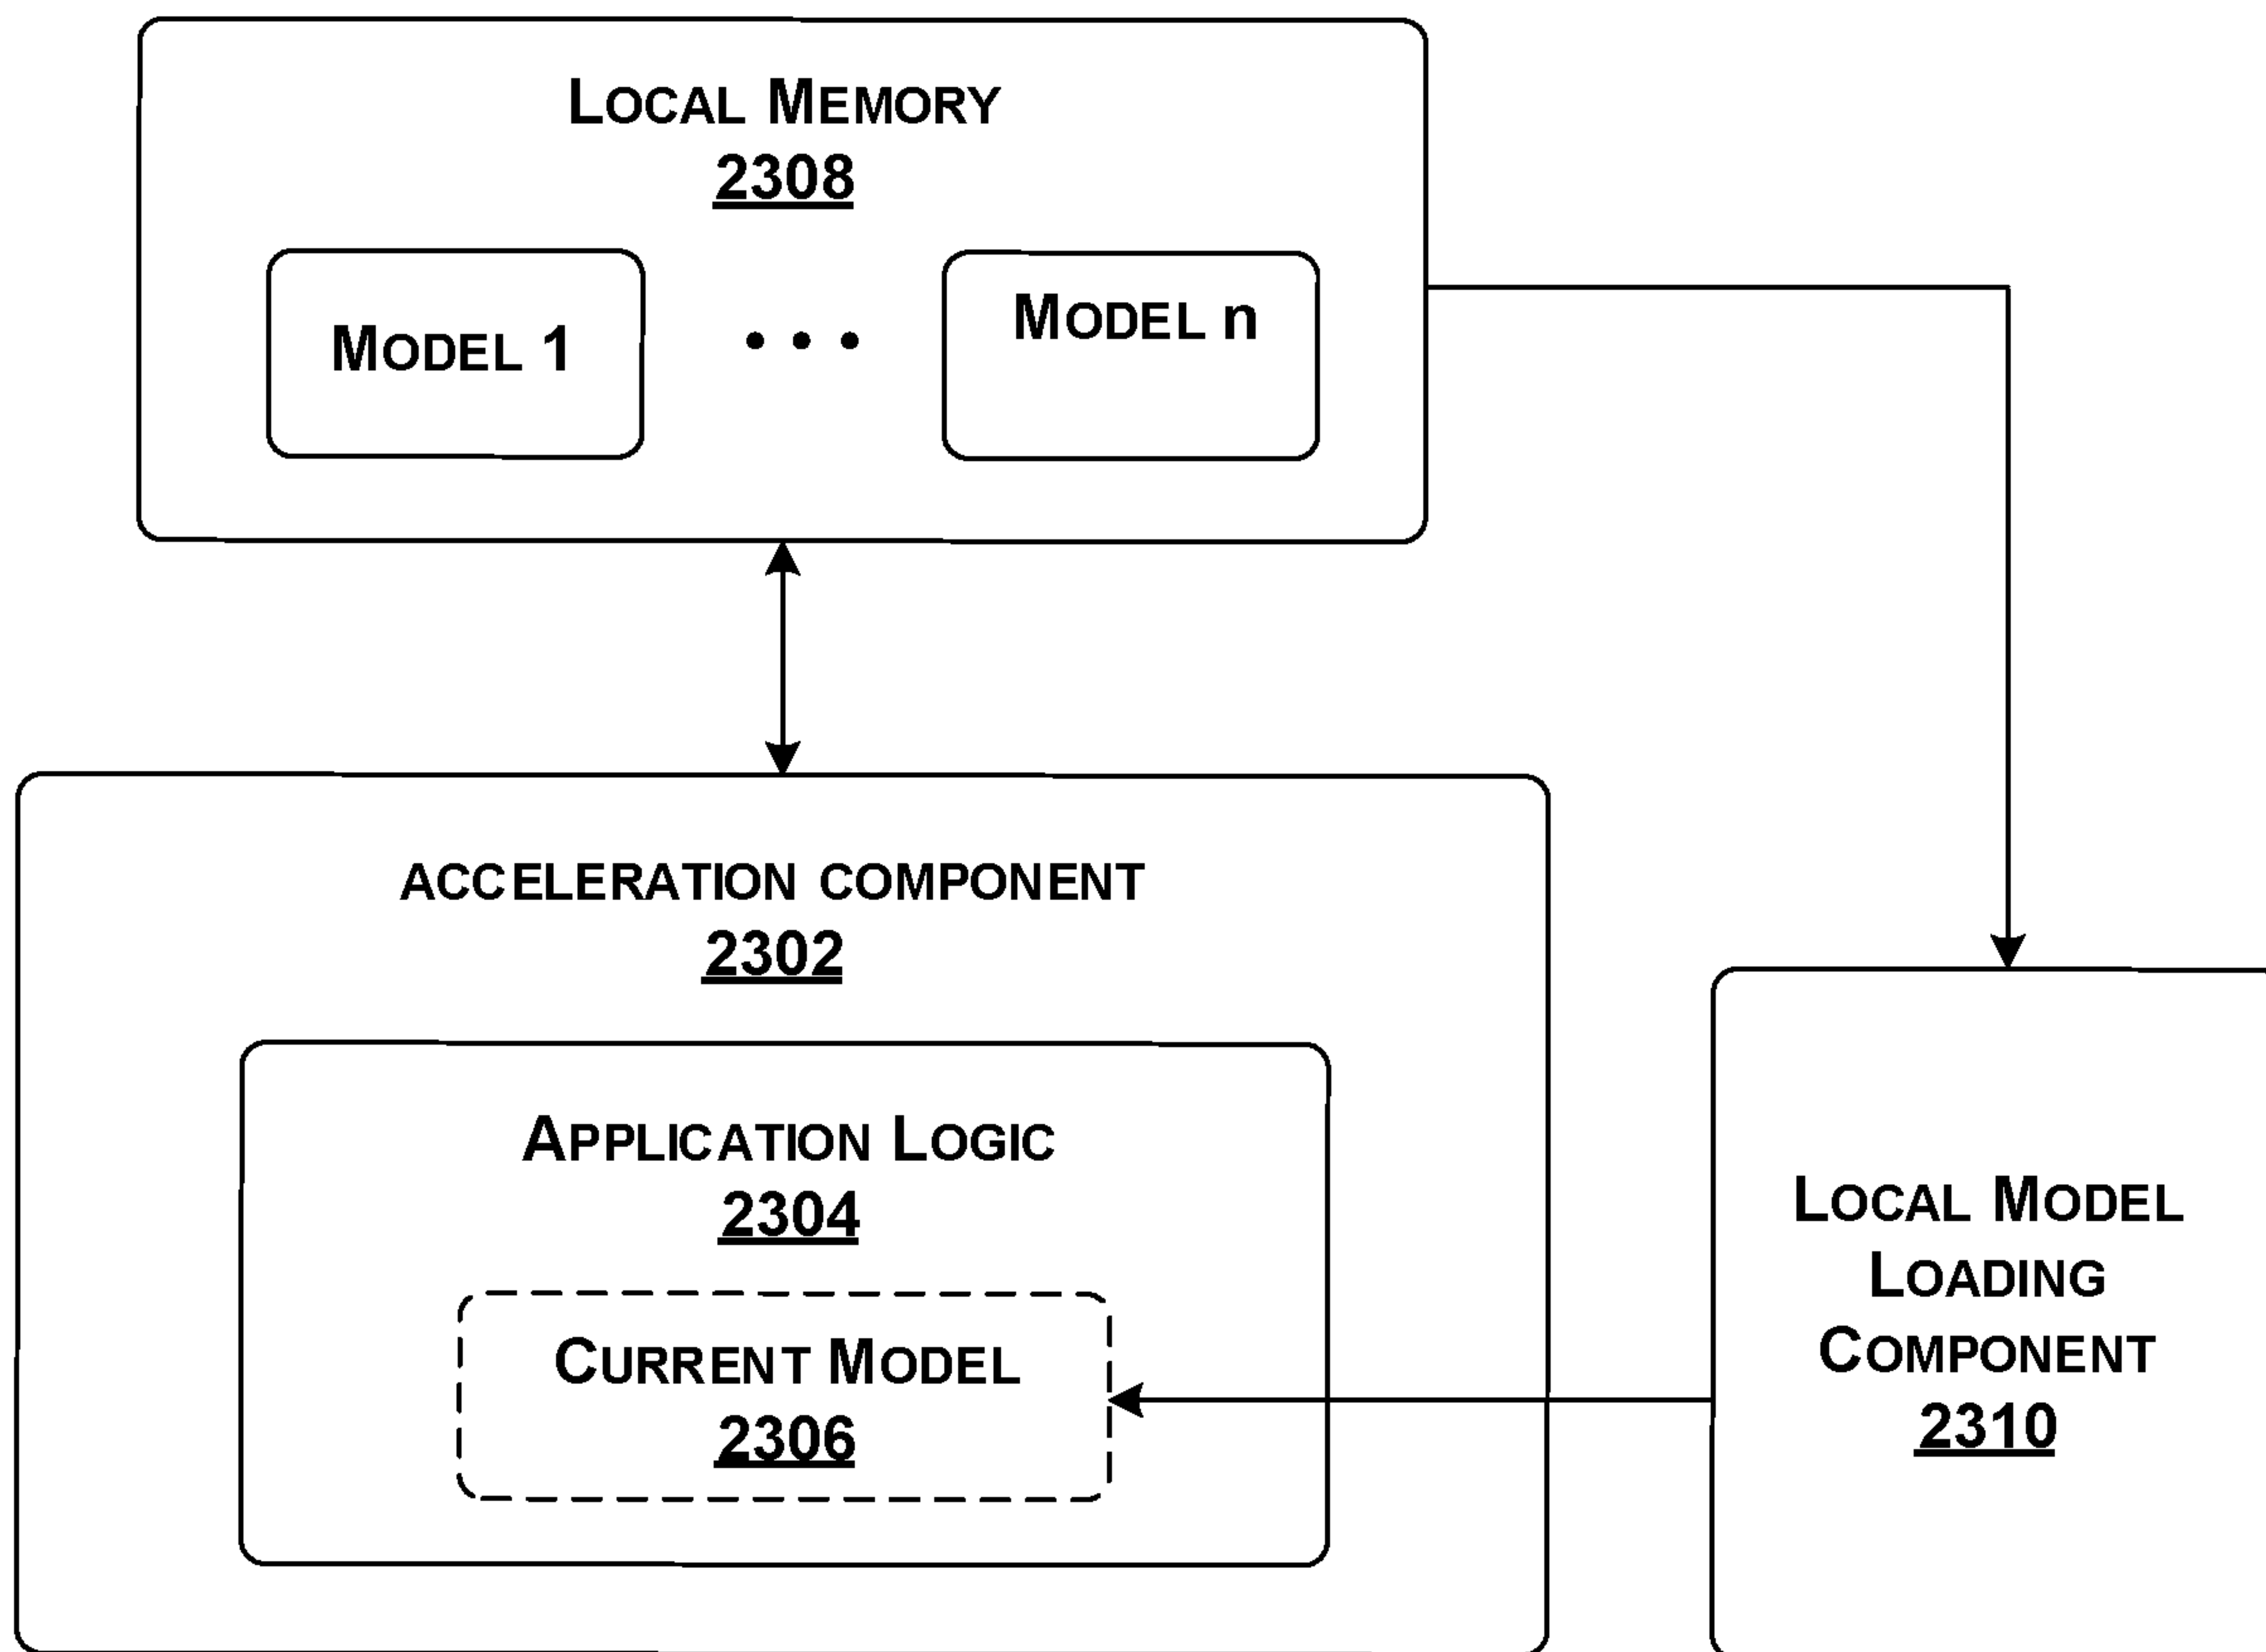 LOCAL MEMORY
2308
MODEL 1
• • •
MODEL n
ACCELERATION COMPONENT
2302
APPLICATION LOGIC
2304
CURRENT MODEL
2306
LOCAL MODEL
LOADING
COMPONENT
2310